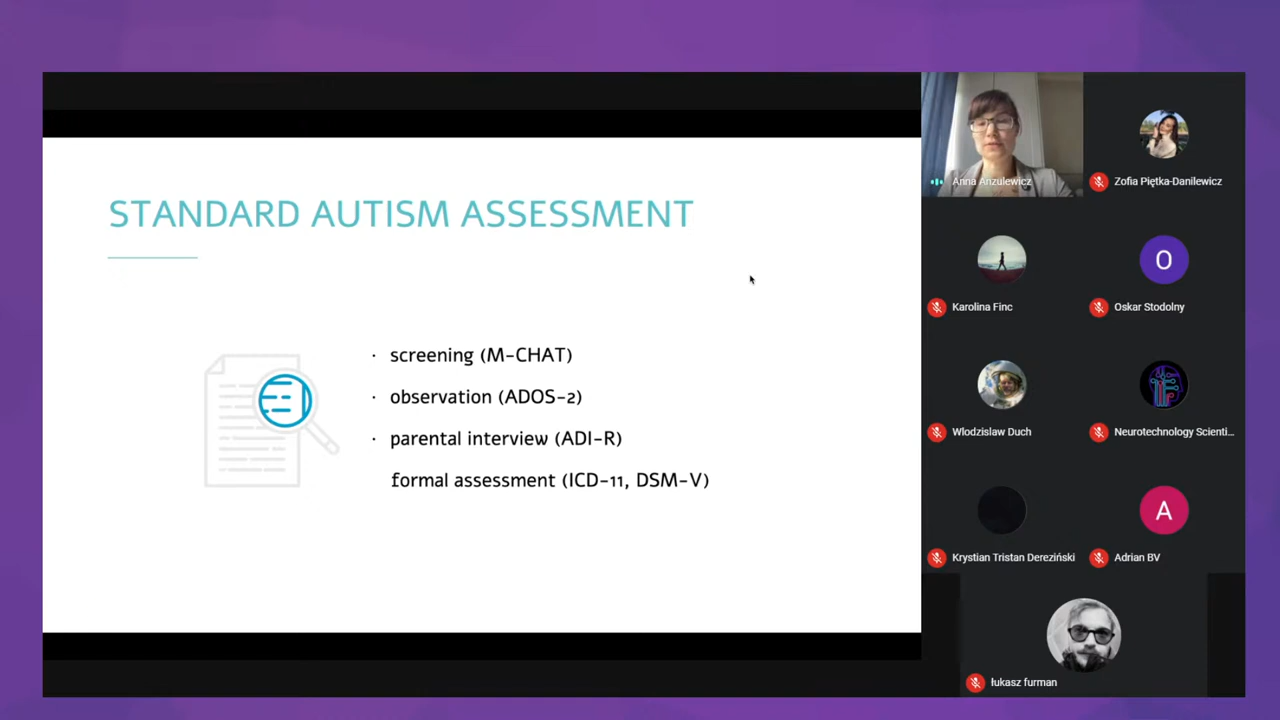 STANDARD AUTISM ASSESSMENT
· screening (M-CHAT)
· observation (ADOS-2)
· parental interview (ADI-R)
formal assessment (ICD-11, DSM-V)
Anna Anzulewicz
Zofia Piętka-Danilewicz
Karolina Finc
O
Oskar Stodolny
Wlodzislaw Duch
Neurotechnology Scienti...
Krystian Tristan Dereziński
A
Adrian BV
łukasz furman